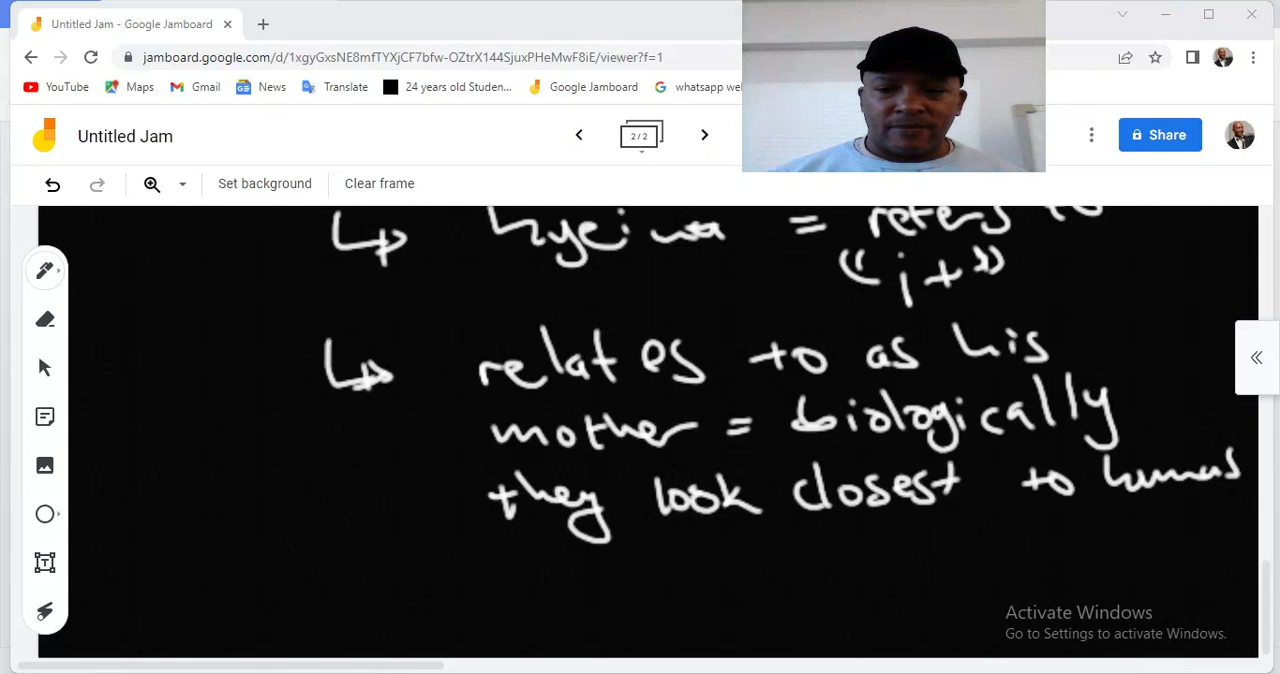 Untitled Jam - Google Jamboard
jamboard.google.com/d/1xgyGxsNE8mfTYXjCF7bfw-OZtrX144SjuxPHeMwF8iE/viewer?f=1
YouTube Maps Gmail News Translate 24 years old Studen... Google Jamboard whatsapp wel
Untitled Jam
2/2
Share
Set background Clear frame
= refers to
"it"
relates to as his
mother = biologically
they look closest to humans
Activate Windows
Go to Settings to activate Windows.